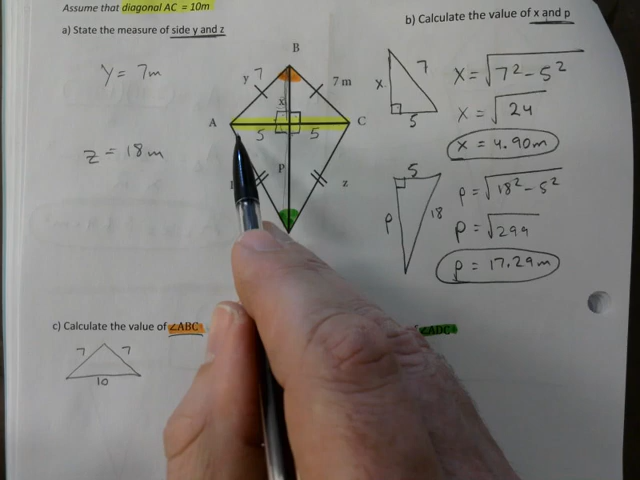 Assume that diagonal AC = 10m
a) State the measure of side y and z
b) Calculate the value of x and p
y = 7m
z = 18m
B
y 7
7m
x
A
C
5
5
p
z
x
7
5
x = √7² - 5²
x = √24
x = 4.90m
5
p
18
p = √18² - 5²
p = √299
p = 17.29m
c) Calculate the value of ∠ABC
∠ADC
7
7
10